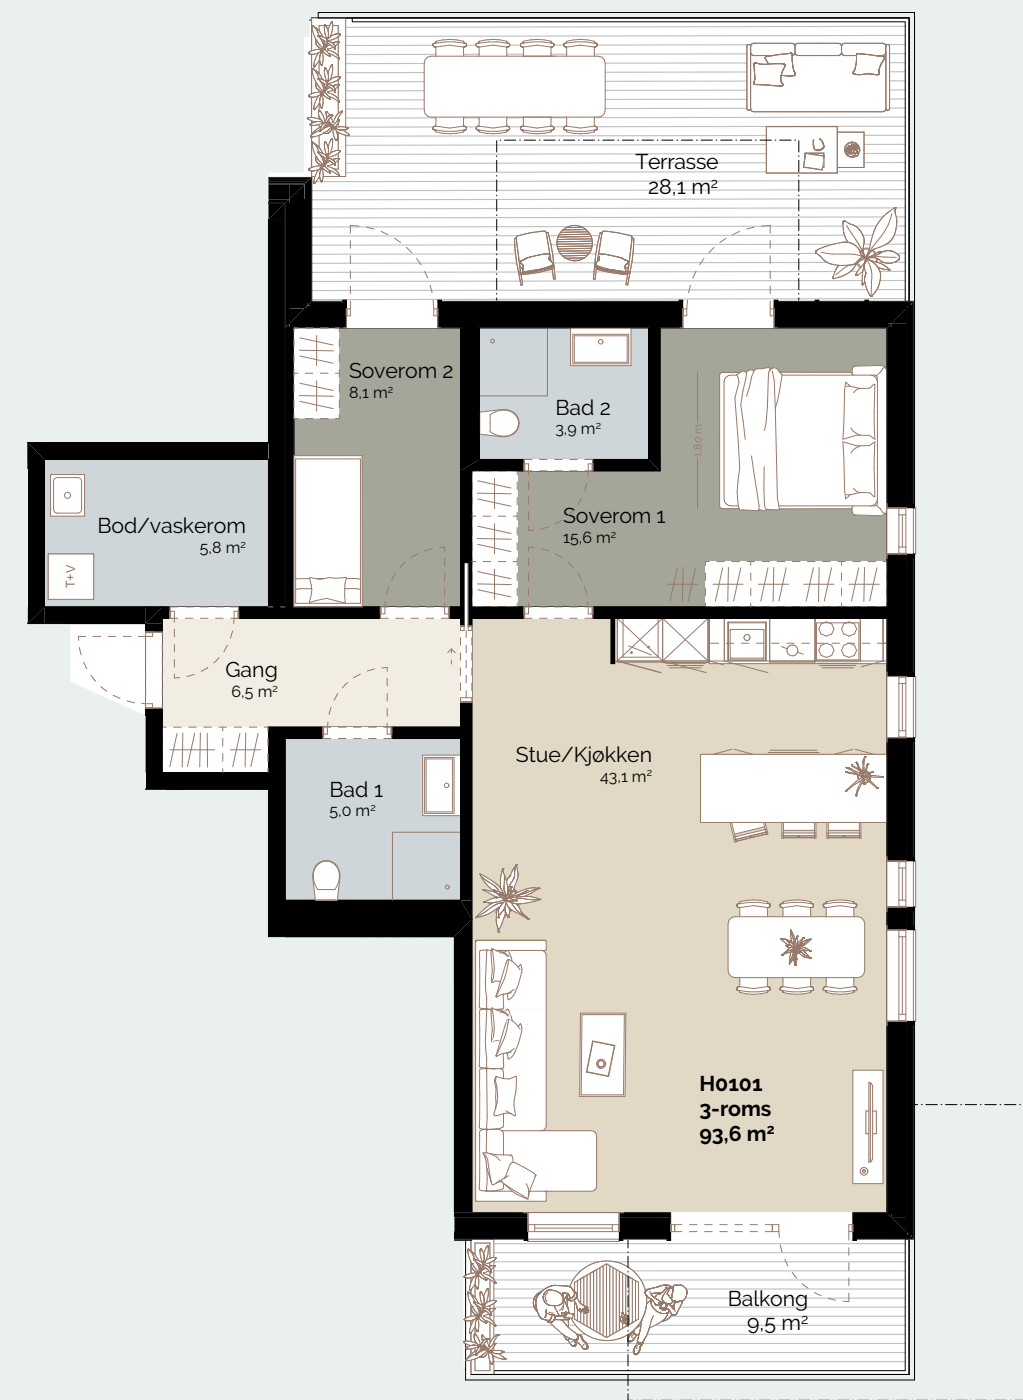 Terrasse
28,1 m²
Soverom 2
8,1 m²
Bad 2
3,9 m²
1,80 m
Soverom 1
15,6 m²
Bod/vaskerom
5,8 m²
T+V
Gang
6,5 m²
Stue/Kjøkken
43,1 m²
Bad 1
5,0 m²
H0101
3-roms
93,6 m²
Balkong
9,5 m²